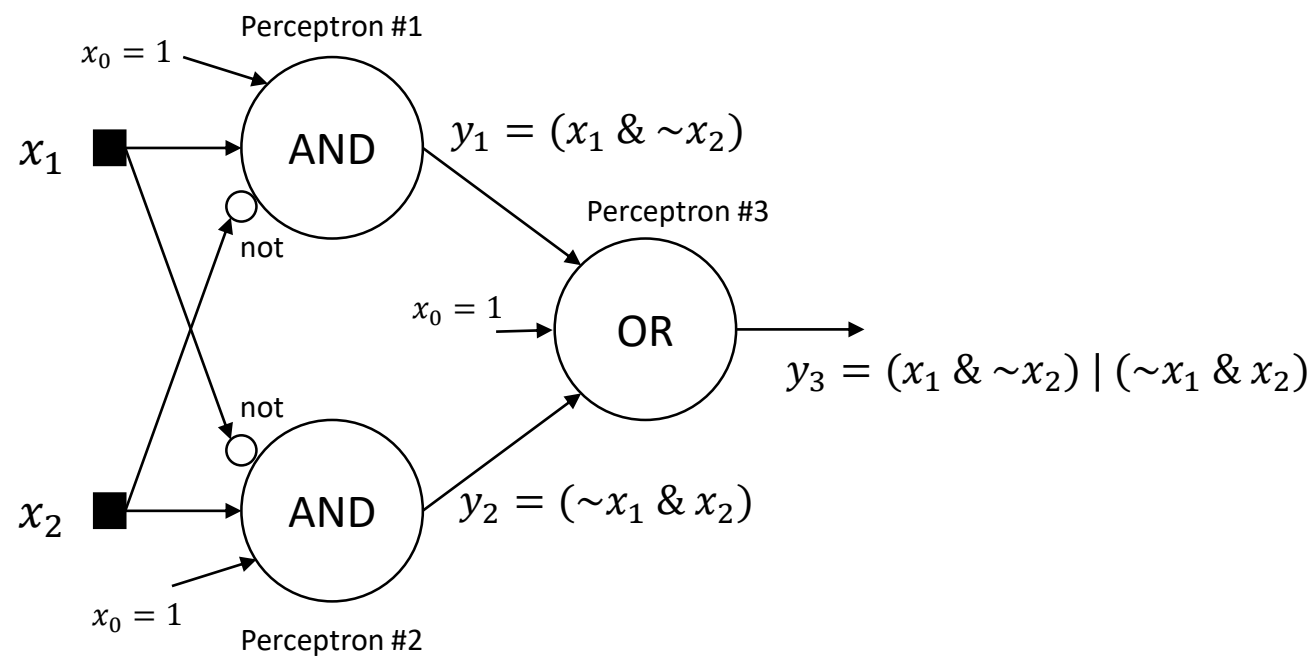 Perceptron #1
x₀ = 1
x₁
AND
y₁ = (x₁ & ~x₂)
not
Perceptron #3
x₀ = 1
OR
y₃ = (x₁ & ~x₂) | (~x₁ & x₂)
not
x₂
AND
y₂ = (~x₁ & x₂)
x₀ = 1
Perceptron #2